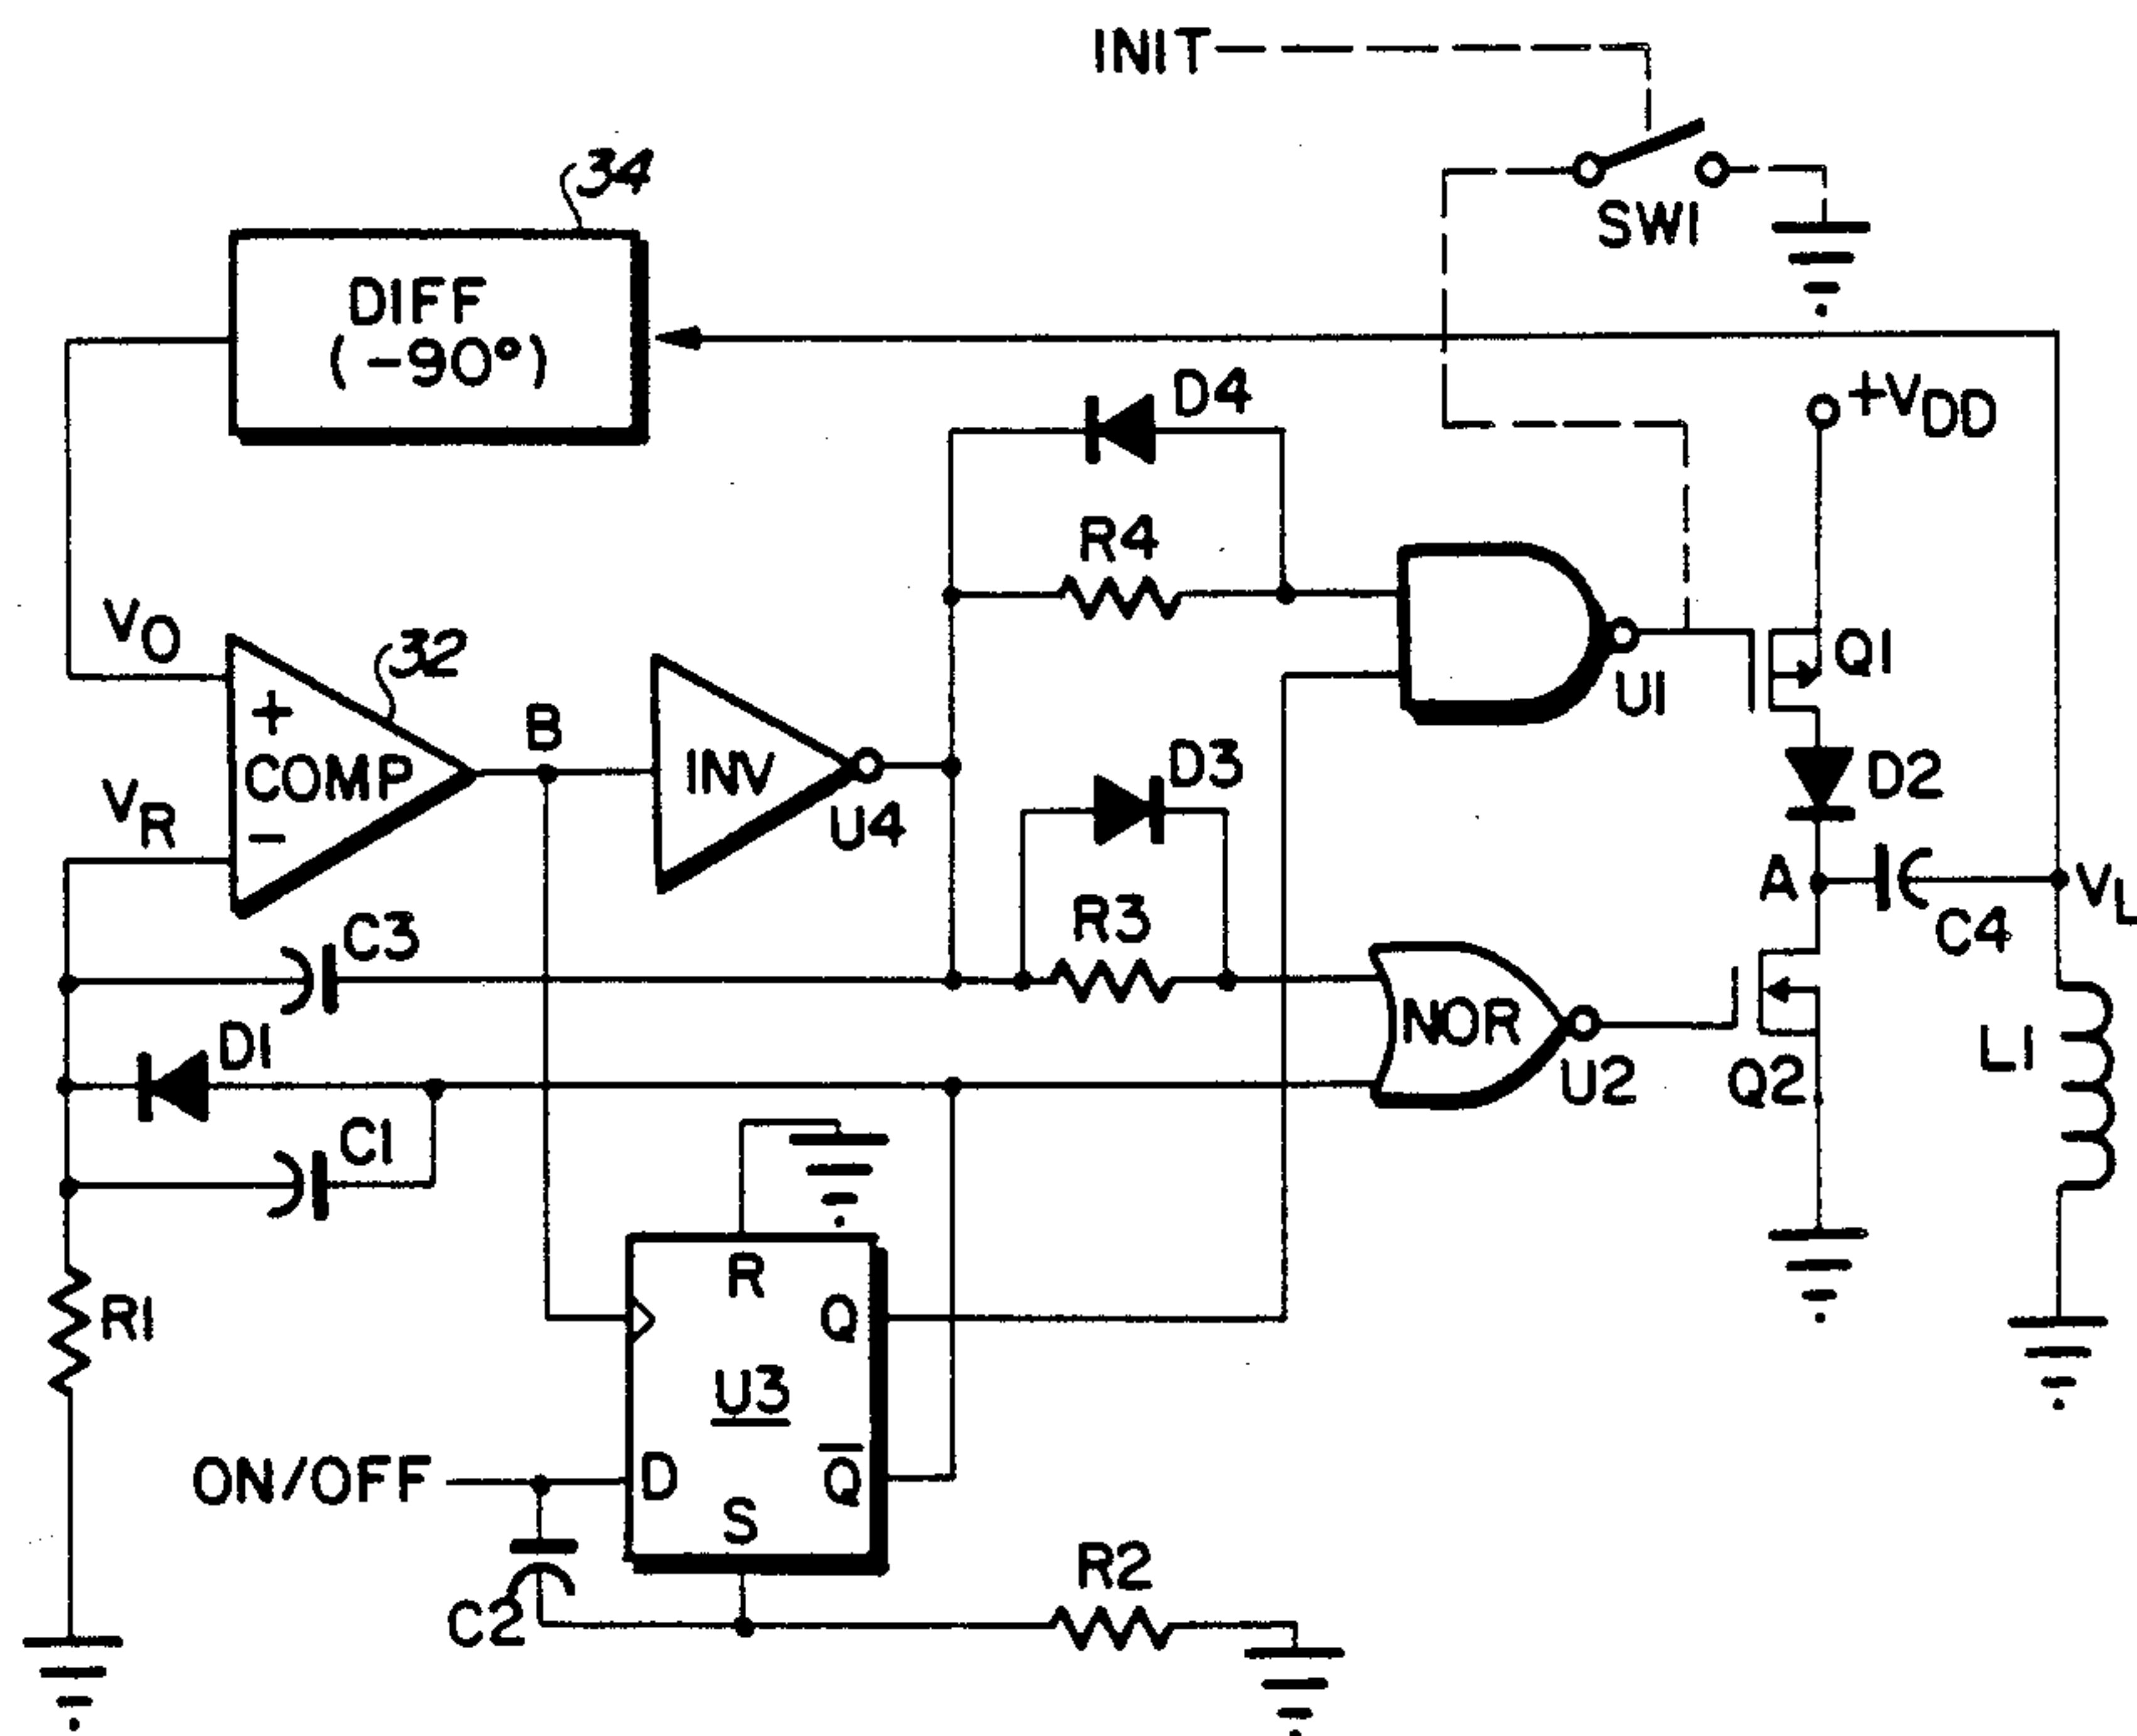 INIT
34
SW1
DIFF
(-90°)
D4
+VDD
R4
VO
32
Q1
U1
B
+
COMP
-
INV
U4
D3
D2
VR
A
VL
C4
C3
R3
NOR
U2
Q2
L1
D1
C1
R
Q
R1
U3
ON/OFF
D
Q̅
S
R2
C2